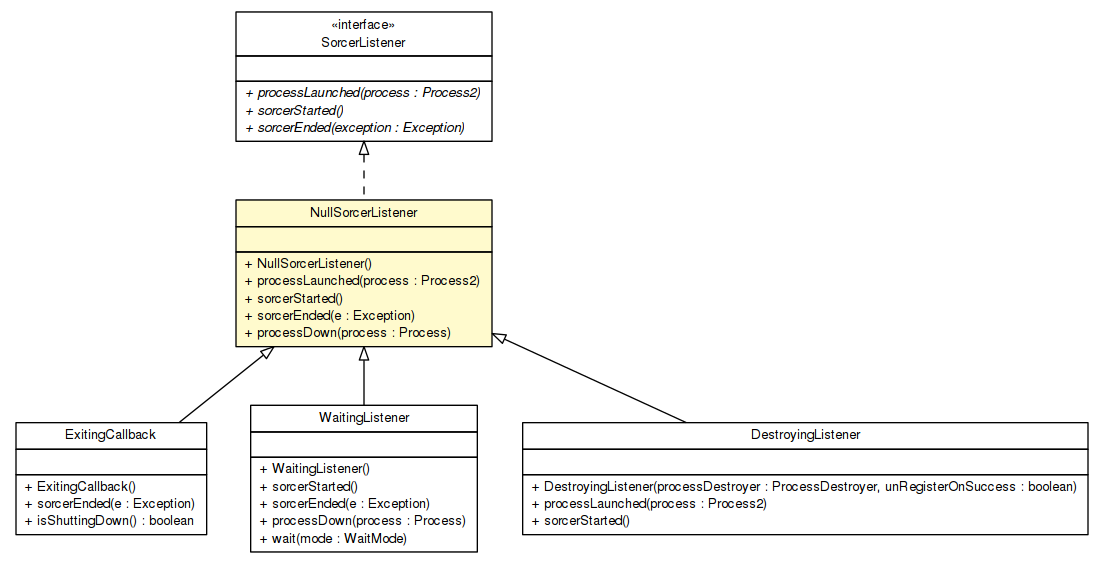 «interface»
SorcerListener
+ processLaunched(process : Process2)
+ sorcerStarted()
+ sorcerEnded(exception : Exception)
NullSorcerListener
+ NullSorcerListener()
+ processLaunched(process : Process2)
+ sorcerStarted()
+ sorcerEnded(e : Exception)
+ processDown(process : Process)
ExitingCallback
+ ExitingCallback()
+ sorcerEnded(e : Exception)
+ isShuttingDown() : boolean
WaitingListener
+ WaitingListener()
+ sorcerStarted()
+ sorcerEnded(e : Exception)
+ processDown(process : Process)
+ wait(mode : WaitMode)
DestroyingListener
+ DestroyingListener(processDestroyer : ProcessDestroyer, unRegisterOnSuccess : boolean)
+ processLaunched(process : Process2)
+ sorcerStarted()